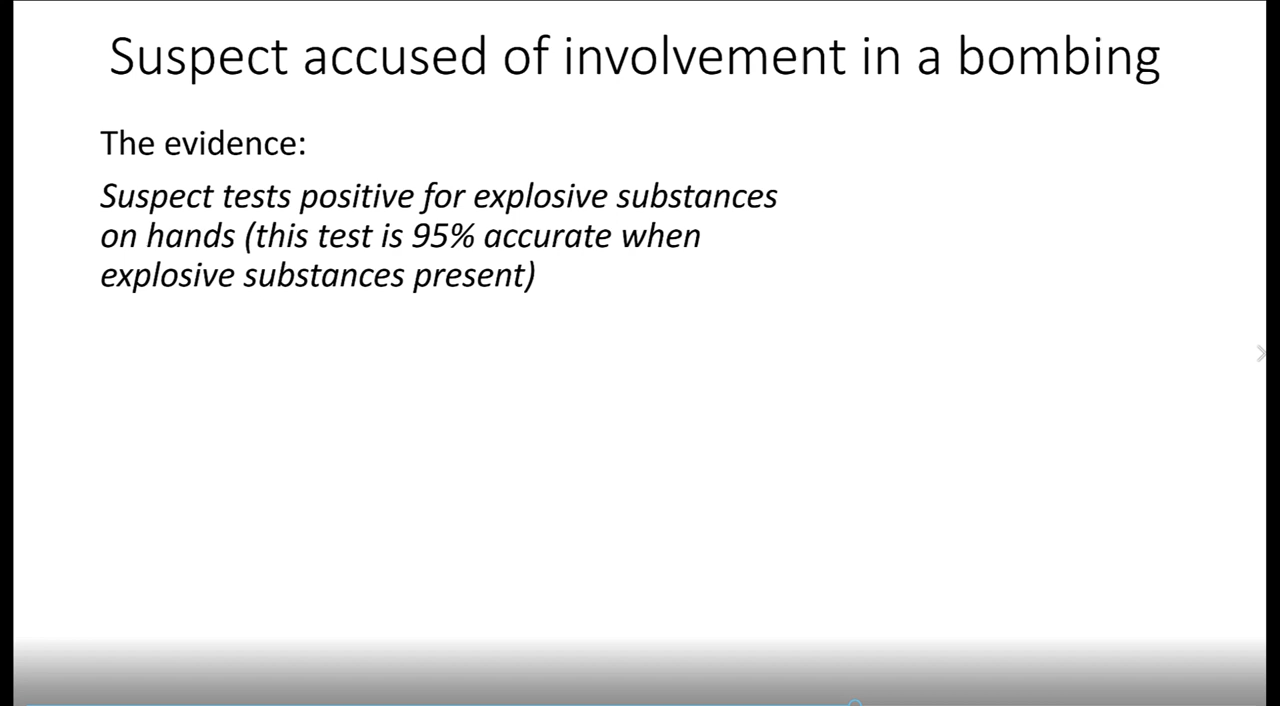 Suspect accused of involvement in a bombing
The evidence:
Suspect tests positive for explosive substances
on hands (this test is 95% accurate when
explosive substances present)